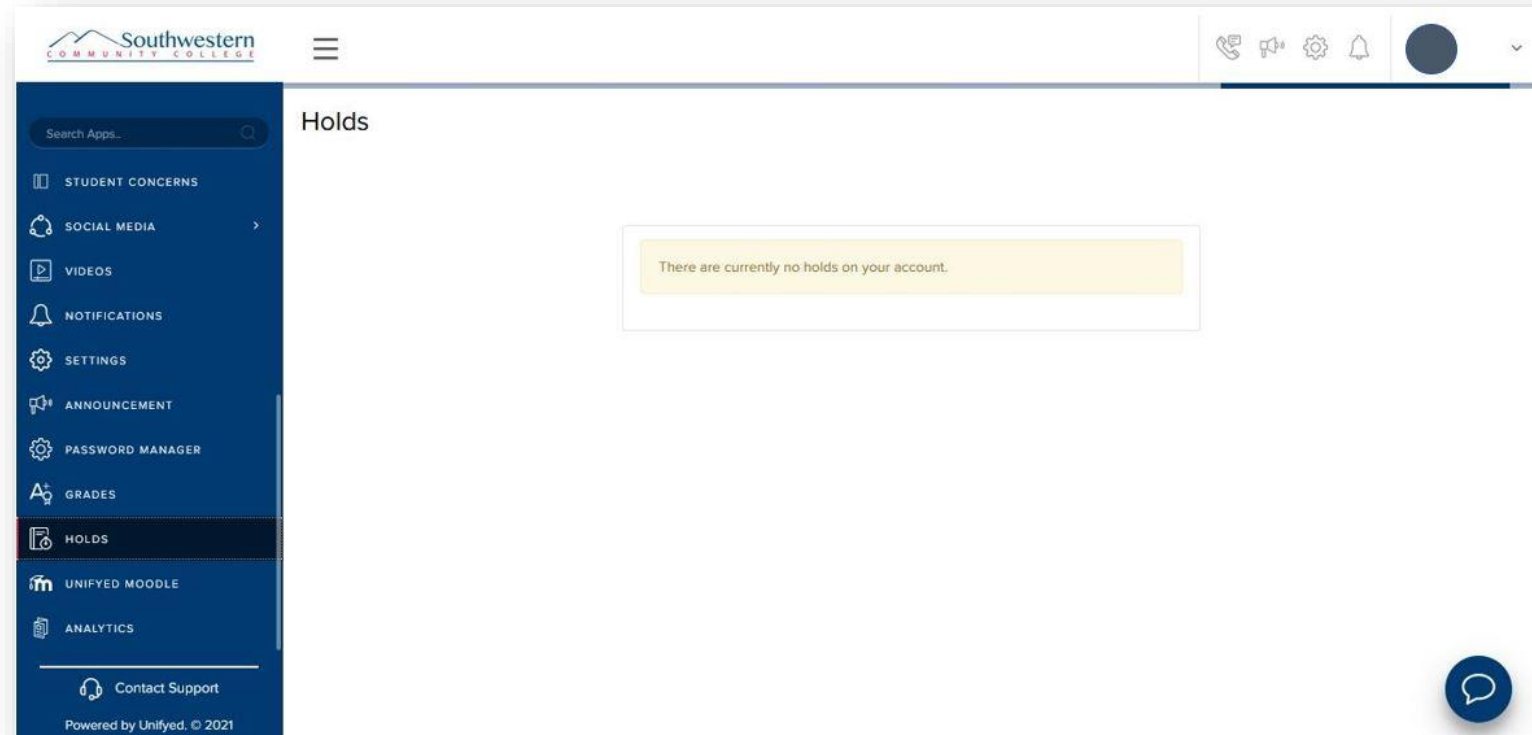 Southwestern
COMMUNITY COLLEGE
Search Apps..
Holds
STUDENT CONCERNS
SOCIAL MEDIA
VIDEOS
NOTIFICATIONS
SETTINGS
ANNOUNCEMENT
PASSWORD MANAGER
GRADES
HOLDS
UNIFYED MOODLE
ANALYTICS
Contact Support
Powered by Unifyed. © 2021
There are currently no holds on your account.